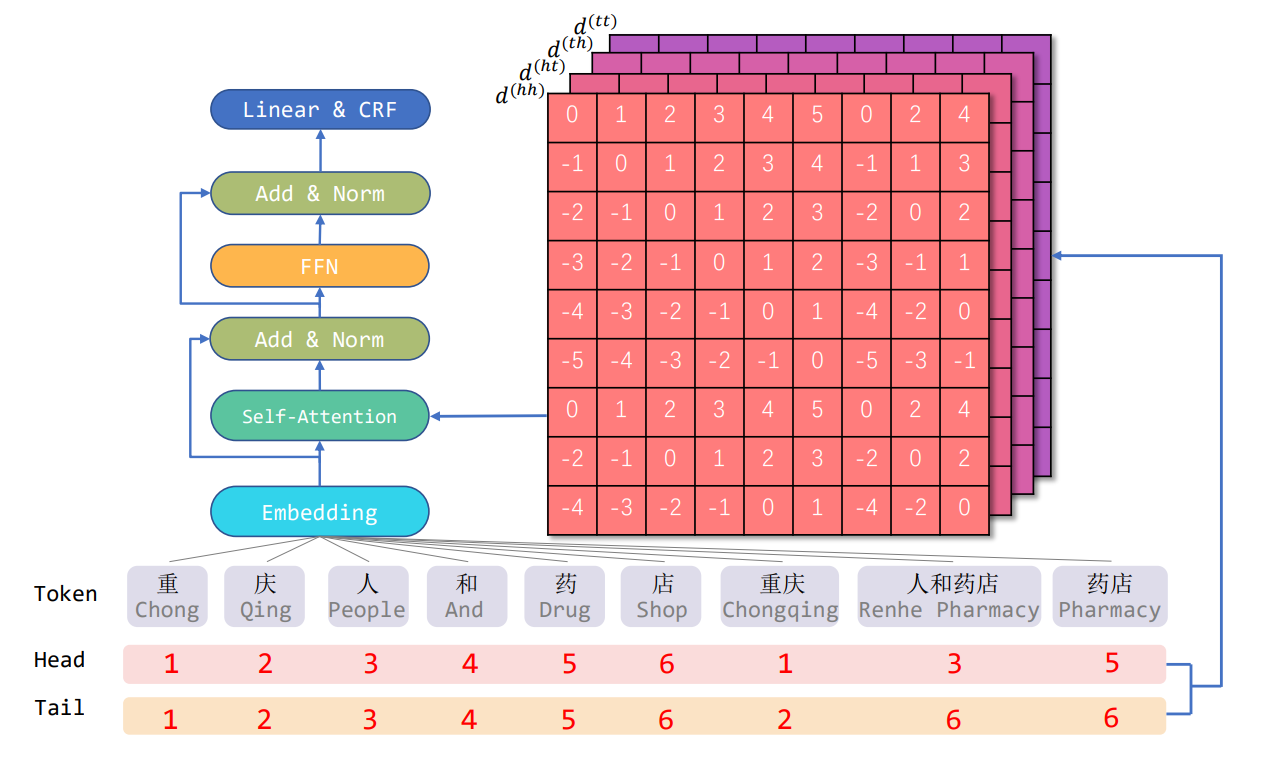 d^(tt)
d^(th)
d^(ht)
d^(hh)
Linear & CRF
Add & Norm
FFN
Add & Norm
Self-Attention
Embedding
0 1 2 3 4 5 0 2 4
-1 0 1 2 3 4 -1 1 3
-2 -1 0 1 2 3 -2 0 2
-3 -2 -1 0 1 2 -3 -1 1
-4 -3 -2 -1 0 1 -4 -2 0
-5 -4 -3 -2 -1 0 -5 -3 -1
0 1 2 3 4 5 0 2 4
-2 -1 0 1 2 3 -2 0 2
-4 -3 -2 -1 0 1 -4 -2 0
Token
重 庆 人 和 药 店 重庆 人和药店 药店
Chong Qing People And Drug Shop Chongqing Renhe Pharmacy Pharmacy
Head 1 2 3 4 5 6 1 3 5
Tail 1 2 3 4 5 6 2 6 6